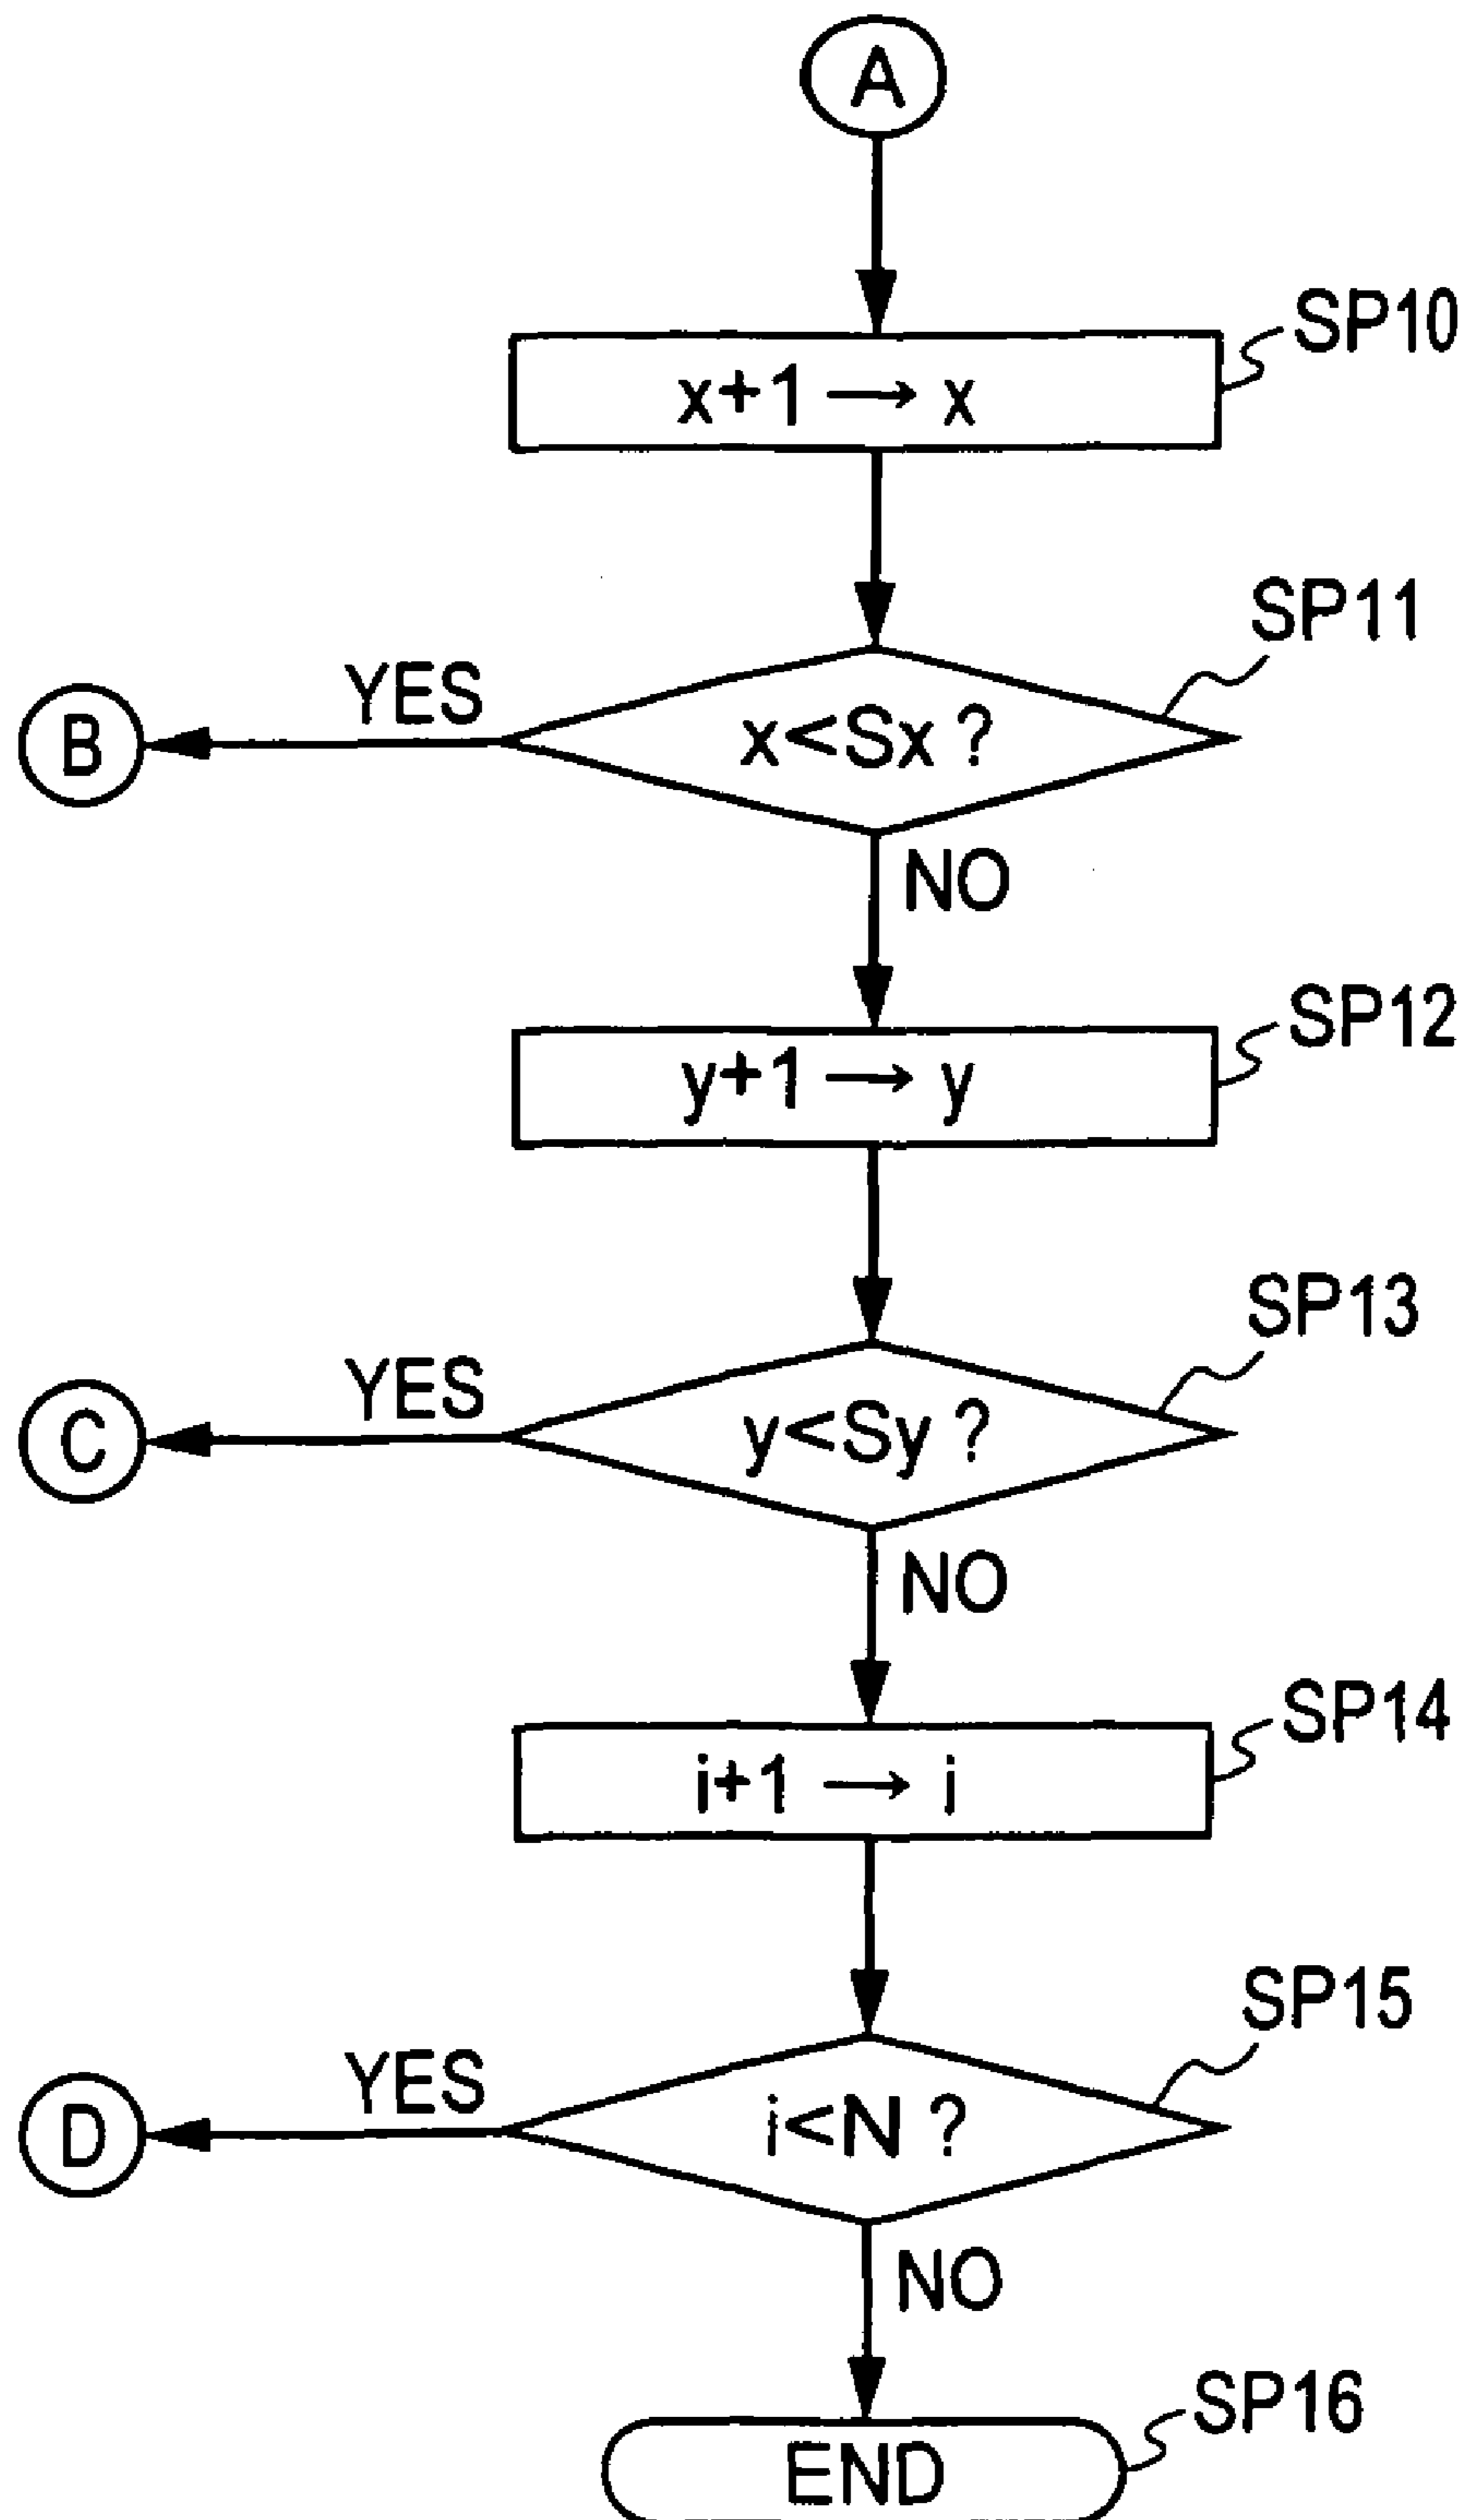 A
SP10
x+1 → x
SP11
YES
B
x<Sx ?
NO
SP12
y+1 → y
SP13
YES
C
y<Sy ?
NO
SP14
i+1 → i
SP15
YES
D
i<N ?
NO
SP16
END